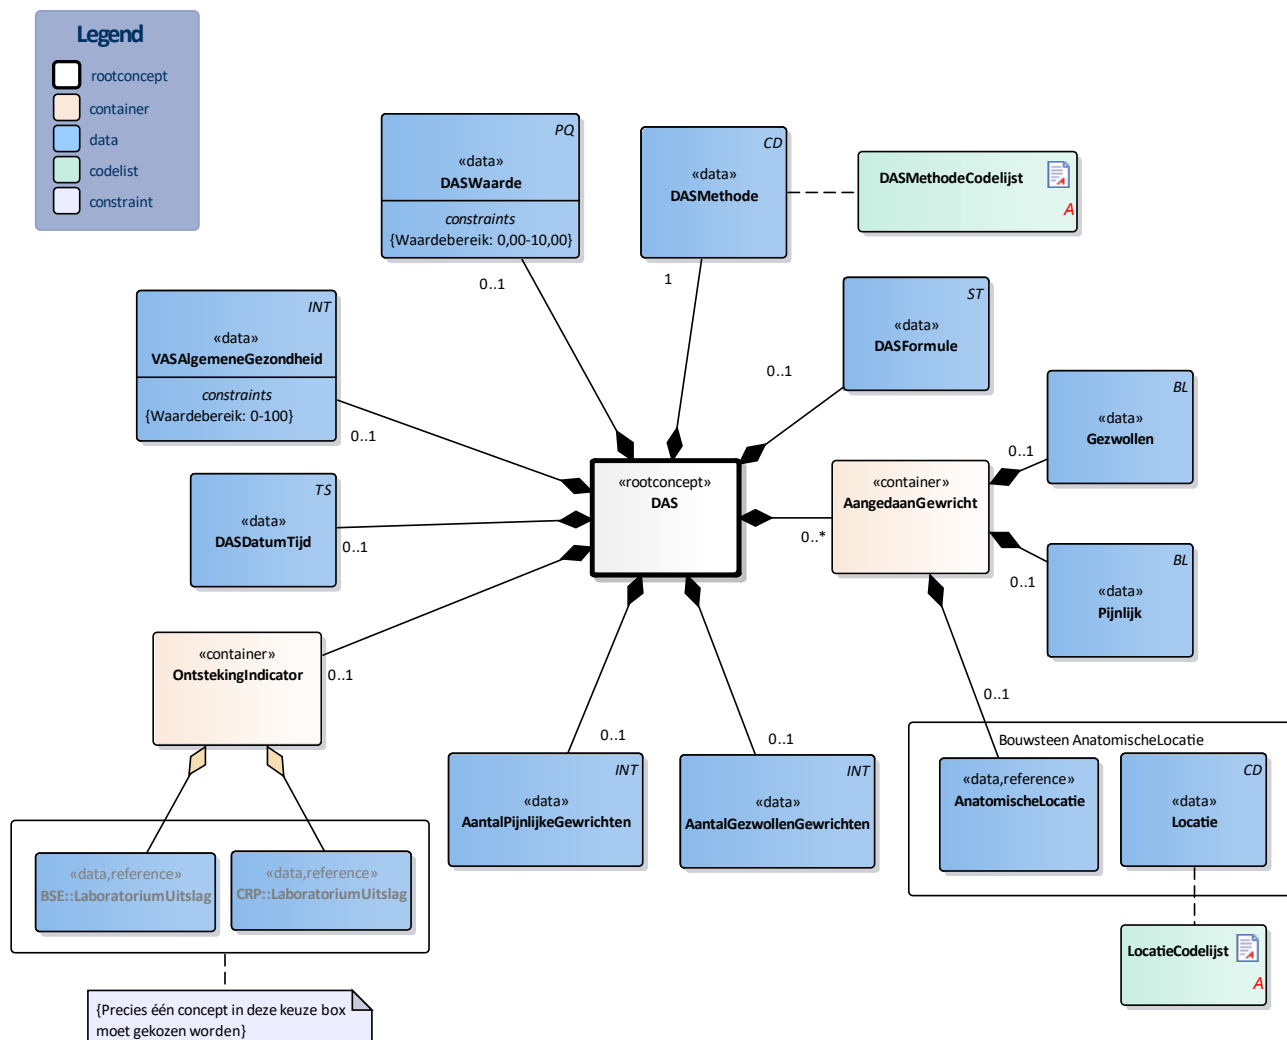 Legend
rootconcept
container
data
codelist
constraint
PQ
«data»
DASWaarde
constraints
{Waardebereik: 0,00-10,00}
0..1
CD
«data»
DASMethode
1
DASMethodeCodelijst
A
INT
«data»
VASAlgemeneGezondheid
constraints
{Waardebereik: 0-100}
0..1
ST
«data»
DASFormule
0..1
BL
«data»
Gezwollen
0..1
TS
«data»
DASDatumTijd
0..1
«rootconcept»
DAS
«container»
AangedaanGewricht
0..*
BL
«data»
Pijnlijk
0..1
«container»
OntstekingIndicator
0..1
0..1
INT
«data»
AantalPijnlijkeGewrichten
0..1
INT
«data»
AantalGezwollenGewrichten
0..1
Bouwsteen AnatomischeLocatie
«data,reference»
AnatomischeLocatie
CD
«data»
Locatie
«data,reference»
BSE::LaboratoriumUitslag
«data,reference»
CRP::LaboratoriumUitslag
LocatieCodelijst
A
{Precies één concept in deze keuze box
moet gekozen worden}